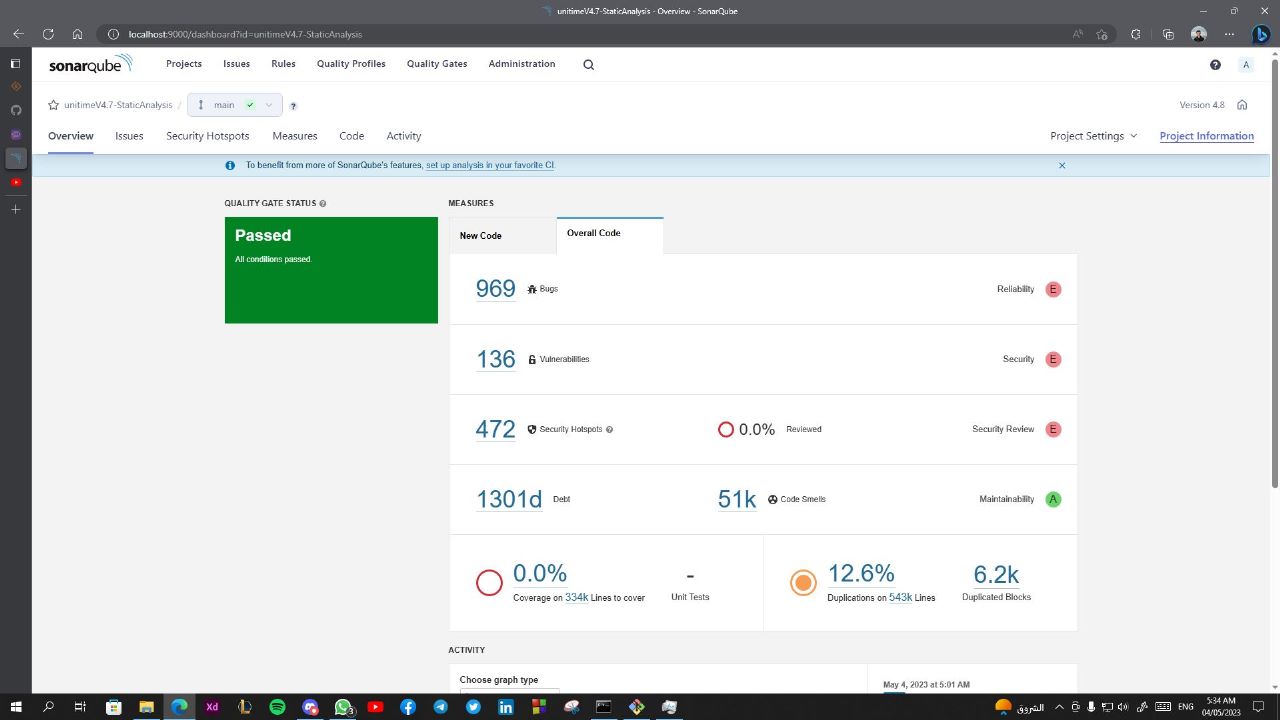 unitimeV4.7-StaticAnalysis - Overview - SonarQube
localhost:9000/dashboard?id=unitimeV4.7-StaticAnalysis
sonarqube Projects Issues Rules Quality Profiles Quality Gates Administration ? A
unitimeV4.7-StaticAnalysis / main ? Version 4.8
Overview Issues Security Hotspots Measures Code Activity Project Settings Project Information
To benefit from more of SonarQube's features, set up analysis in your favorite CI.
QUALITY GATE STATUS ?
MEASURES
Passed
All conditions passed.
New Code Overall Code
969 Bugs Reliability E
136 Vulnerabilities Security E
472 Security Hotspots ? 0.0% Reviewed Security Review E
1301d Debt 51k Code Smells Maintainability A
0.0% - 12.6% 6.2k
Coverage on 334k Lines to cover Unit Tests Duplications on 543k Lines Duplicated Blocks
ACTIVITY
Choose graph type
May 4, 2023 at 5:01 AM
Xd 3 الشروق ENG 5:34 AM
04/05/2023